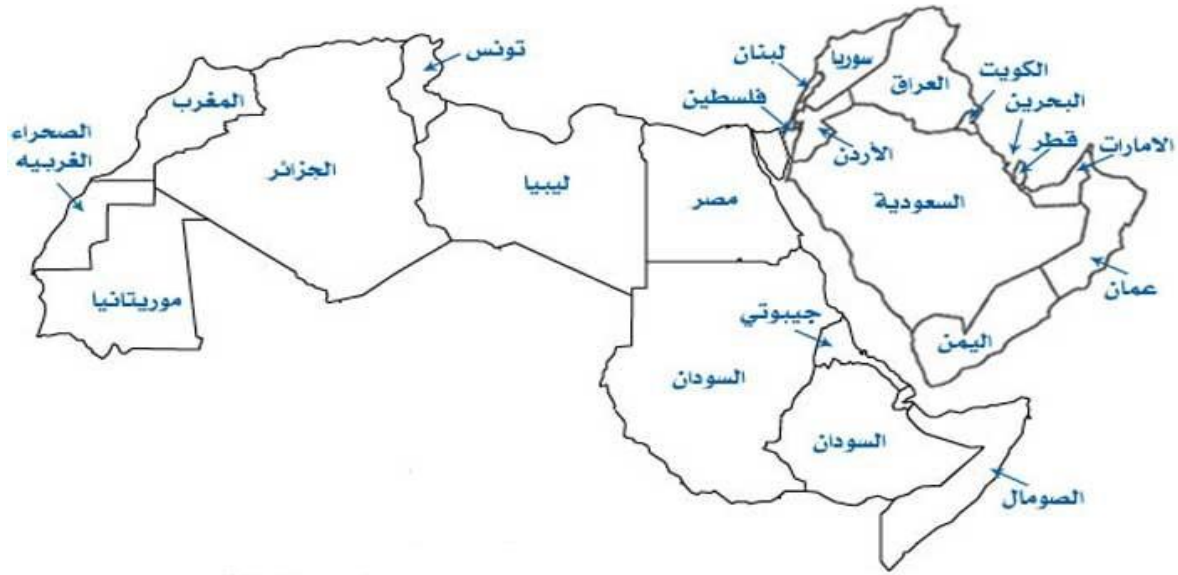 تونس
المغرب
الصحراء
الغربيه
الجزائر
ليبيا
موريتانيا
مصر
لبنان
سوريا
فلسطين
العراق
الكويت
البحرين
قطر
الامارات
الأردن
السعودية
عمان
اليمن
جيبوتي
السودان
السودان
الصومال